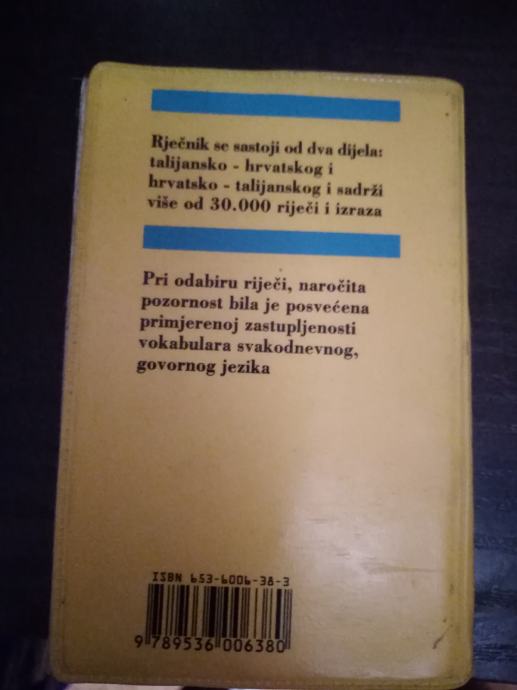 Rječnik se sastoji od dva dijela:
talijansko - hrvatskog i
hrvatsko - talijanskog i sadrži
više od 30.000 riječi i izraza
Pri odabiru riječi, naročita
pozornost bila je posvećena
primjerenoj zastupljenosti
vokabulara svakodnevnog,
govornog jezika
ISBN 653-6006-38-3
9 789536 006380